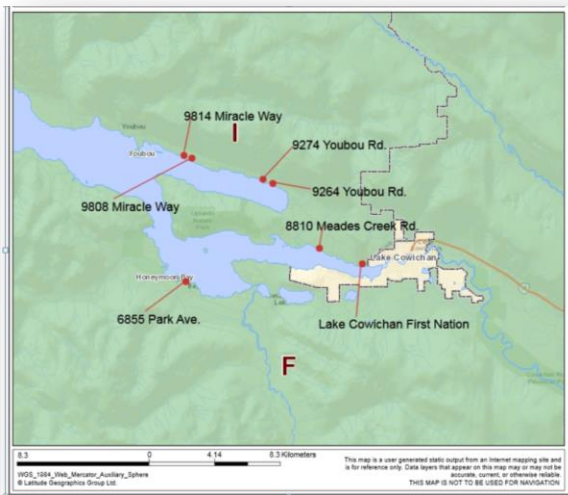 9814 Miracle Way
I
Youbou
9274 Youbou Rd.
Youbou
9264 Youbou Rd.
9808 Miracle Way
8810 Meades Creek Rd.
Lake Cowichan
Honeymoon Bay
6855 Park Ave.
Lake Cowichan First Nation
F
8.3 0 4.14 8.3 Kilometers
WGS_1984_Web_Mercator_Auxiliary_Sphere
© Latitude Geographics Group Ltd.
This map is a user generated static output from an Internet mapping site and
is for reference only. Data layers that appear on this map may or may not be
accurate, current, or otherwise reliable.
THIS MAP IS NOT TO BE USED FOR NAVIGATION